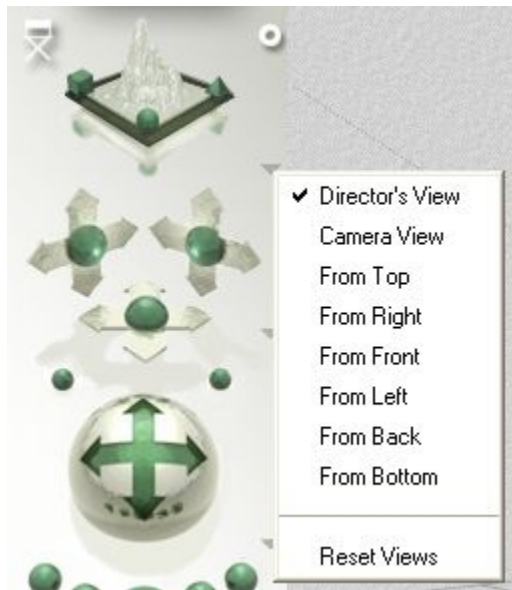 Director's View
Camera View
From Top
From Right
From Front
From Left
From Back
From Bottom
Reset Views